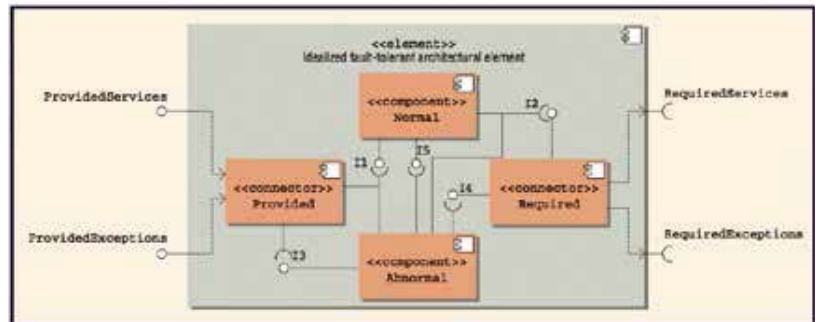 <<element>>
Idealized fault-tolerant architectural element
ProvidedServices
RequiredServices
<<component>>
Normal
I2
I1
I5
<<connector>>
Provided
I4
<<connector>>
Required
ProvidedExceptions
RequiredExceptions
I3
<<component>>
Abnormal